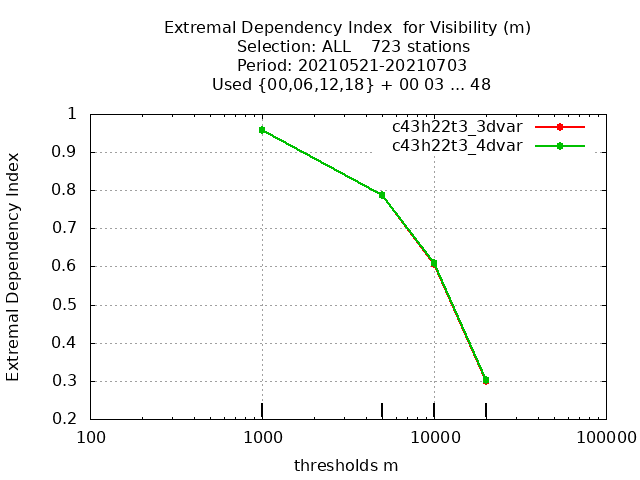 Extremal Dependency Index  for Visibility (m)
Selection: ALL    723 stations
Period: 20210521-20210703
Used {00,06,12,18} + 00 03 ... 48
c43h22t3_3dvar
c43h22t3_4dvar
Extremal Dependency Index
1
0.9
0.8
0.7
0.6
0.5
0.4
0.3
0.2
100
1000
10000
100000
thresholds m